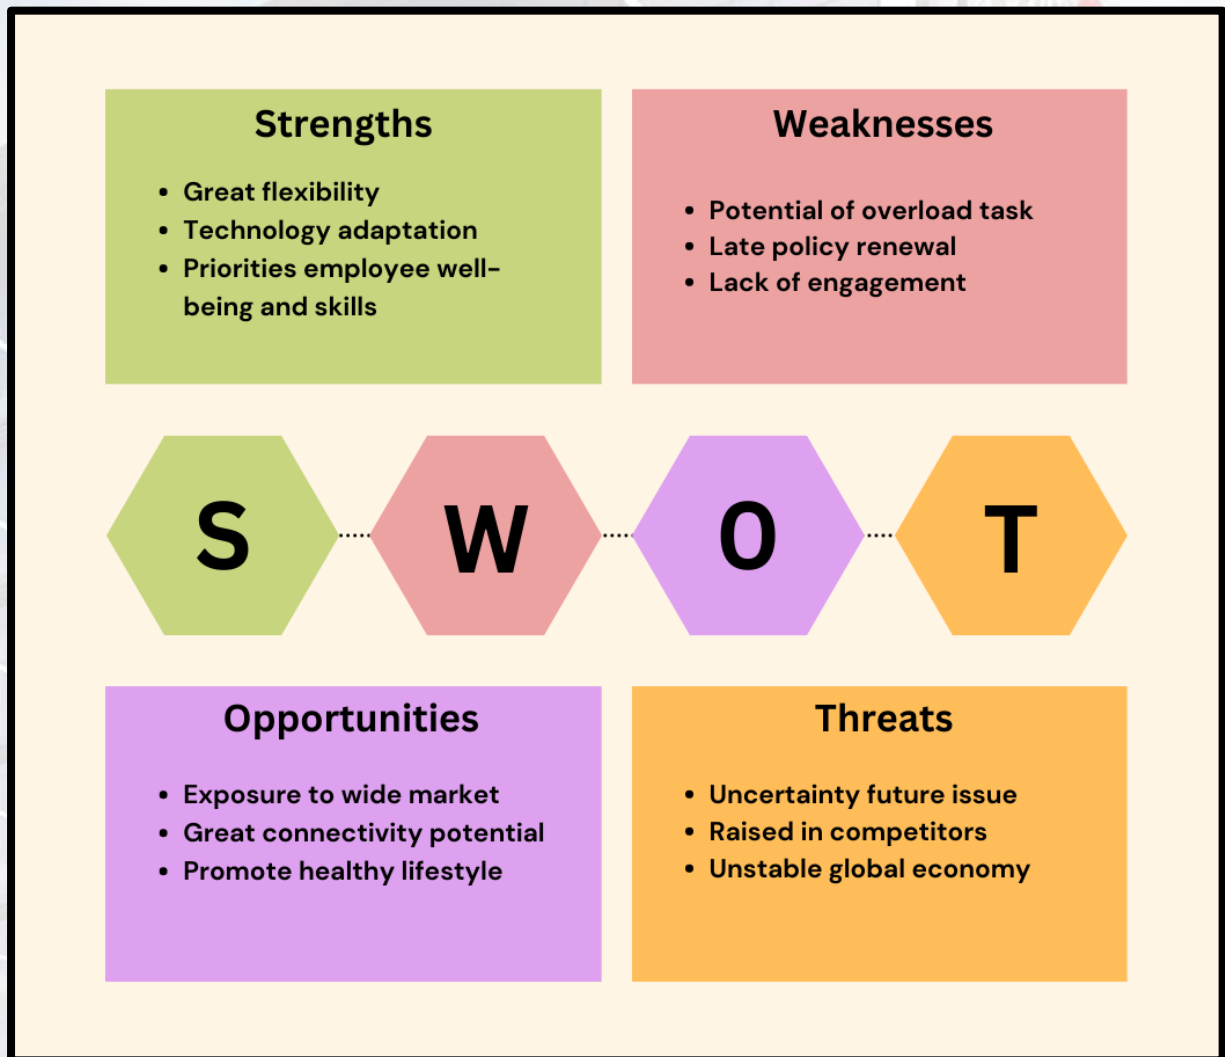 Strengths
• Great flexibility
• Technology adaptation
• Priorities employee well-
being and skills
Weaknesses
• Potential of overload task
• Late policy renewal
• Lack of engagement
S W O T
Opportunities
• Exposure to wide market
• Great connectivity potential
• Promote healthy lifestyle
Threats
• Uncertainty future issue
• Raised in competitors
• Unstable global economy